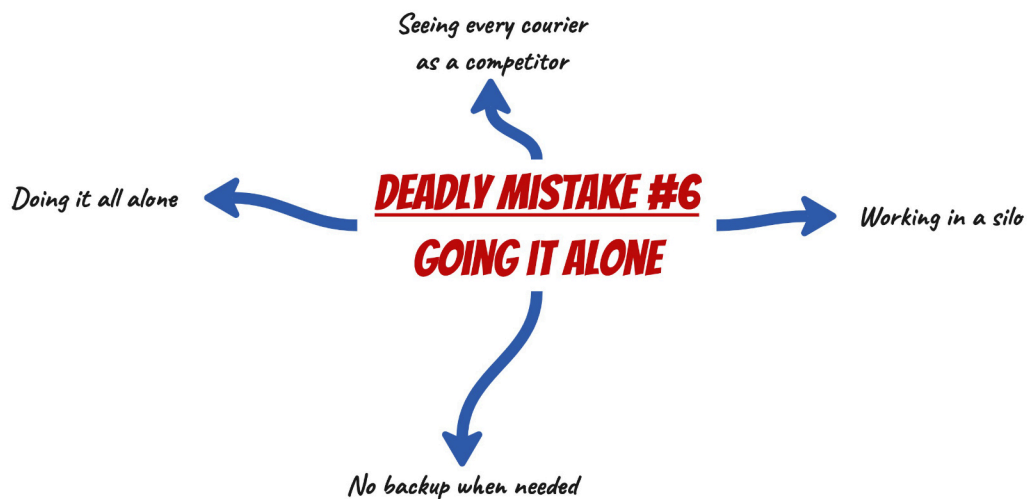 Seeing every courier
as a competitor
DEADLY MISTAKE #6
GOING IT ALONE
Doing it all alone
Working in a silo
No backup when needed